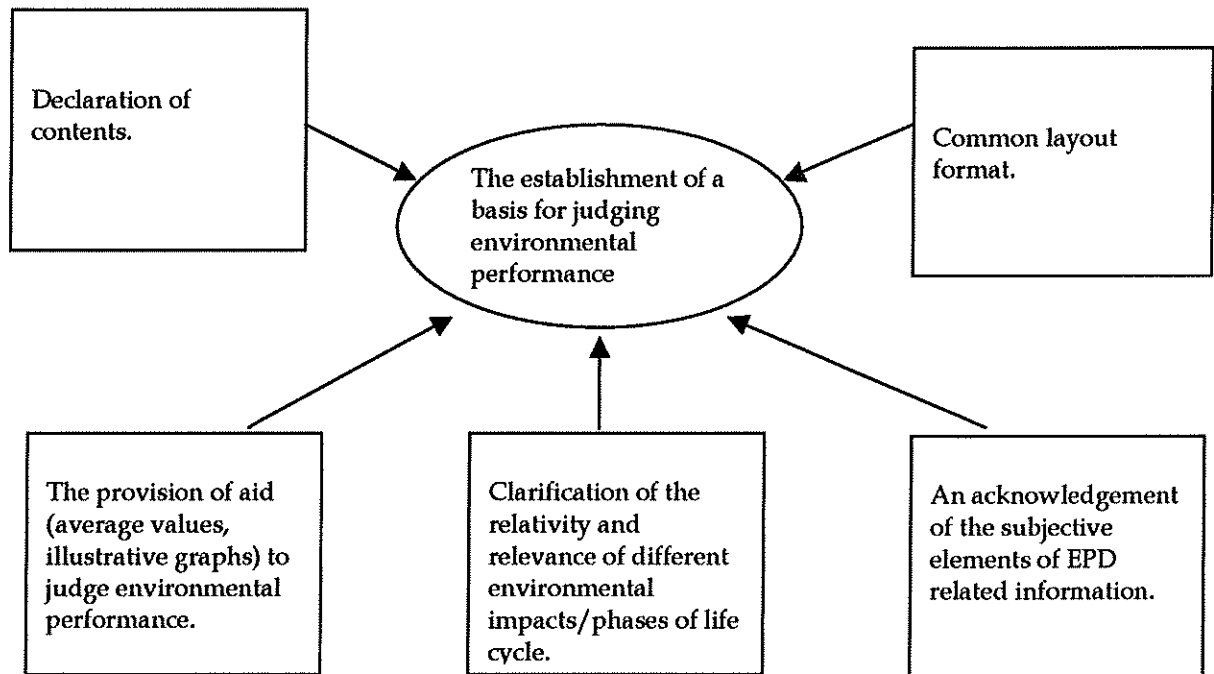 Declaration of
contents.
The establishment of a
basis for judging
environmental
performance
Common layout
format.
The provision of aid
(average values,
illustrative graphs) to
judge environmental
performance.
Clarification of the
relativity and
relevance of different
environmental
impacts/phases of life
cycle.
An acknowledgement
of the subjective
elements of EPD
related information.